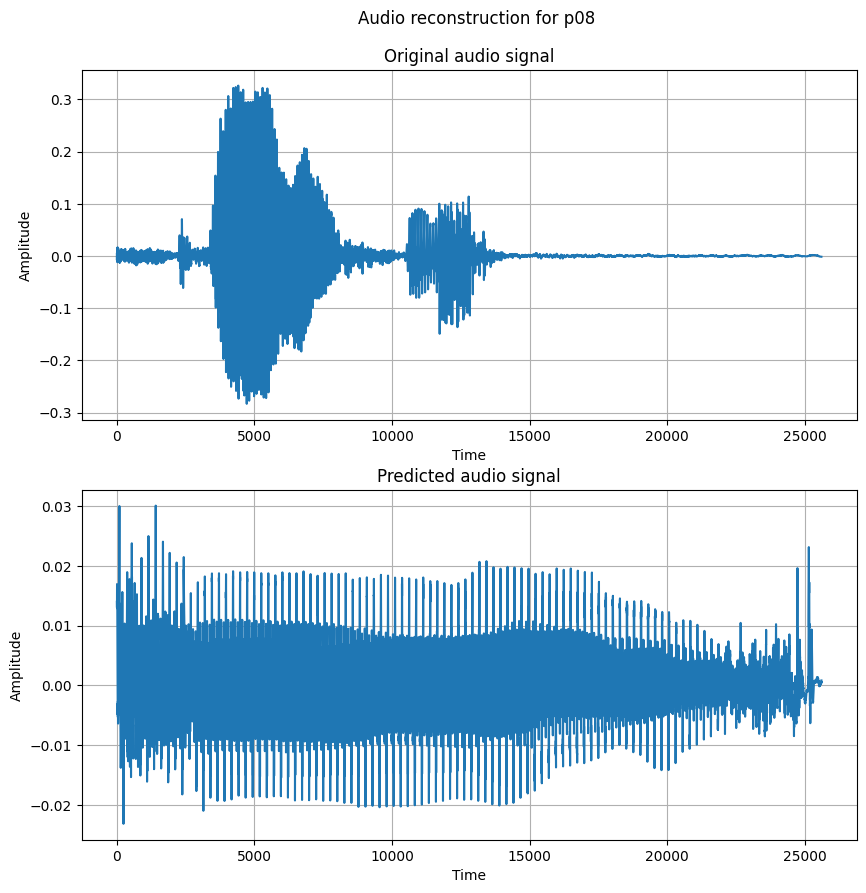 Audio reconstruction for p08
Original audio signal
0.3
0.2
0.1
0.0
−0.1
−0.2
−0.3
Amplitude
0 5000 10000 15000 20000 25000
Time
Predicted audio signal
0.03
0.02
0.01
0.00
−0.01
−0.02
Amplitude
0 5000 10000 15000 20000 25000
Time